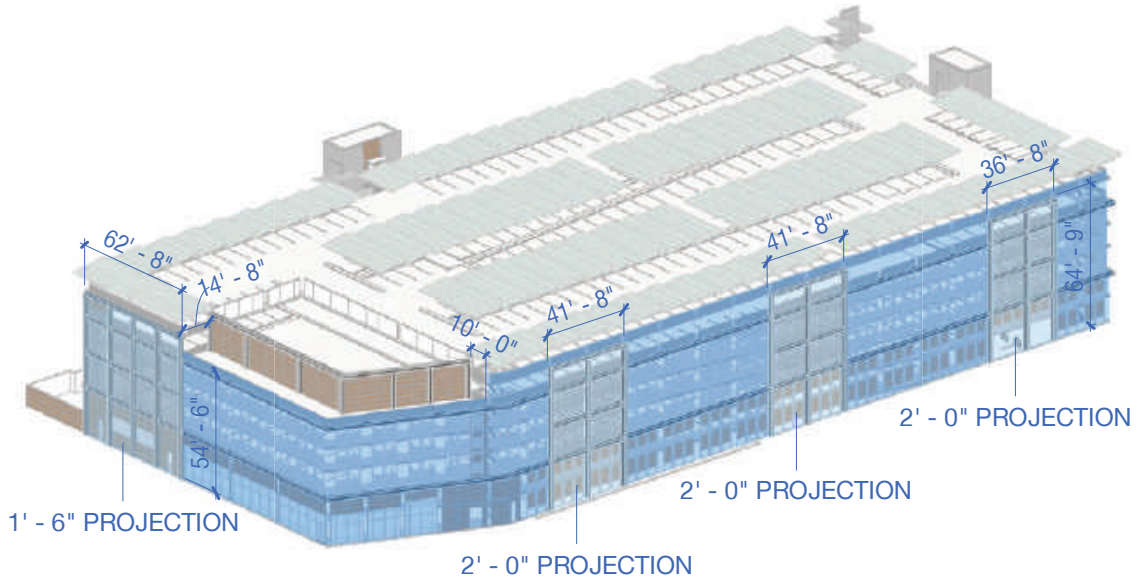 36' - 8"
62' - 8"
14' - 8"
41' - 8"
64' - 9"
41' - 8"
10' - 0"
54' - 6"
2' - 0" PROJECTION
2' - 0" PROJECTION
1' - 6" PROJECTION
2' - 0" PROJECTION